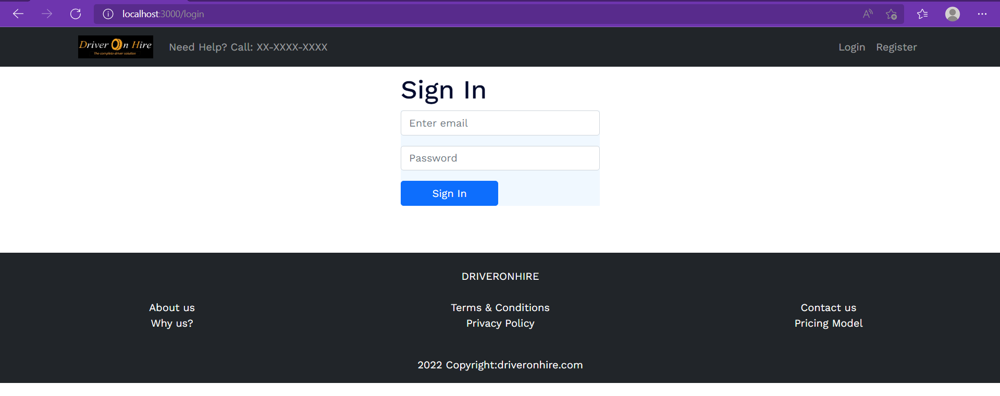 localhost:3000/login
Driver On Hire
The complete driver solution
Need Help? Call: XX-XXXX-XXXX
Login Register
Sign In
Enter email
Password
Sign In
DRIVERONHIRE
About us Terms & Conditions Contact us
Why us? Privacy Policy Pricing Model
2022 Copyright:driveronhire.com